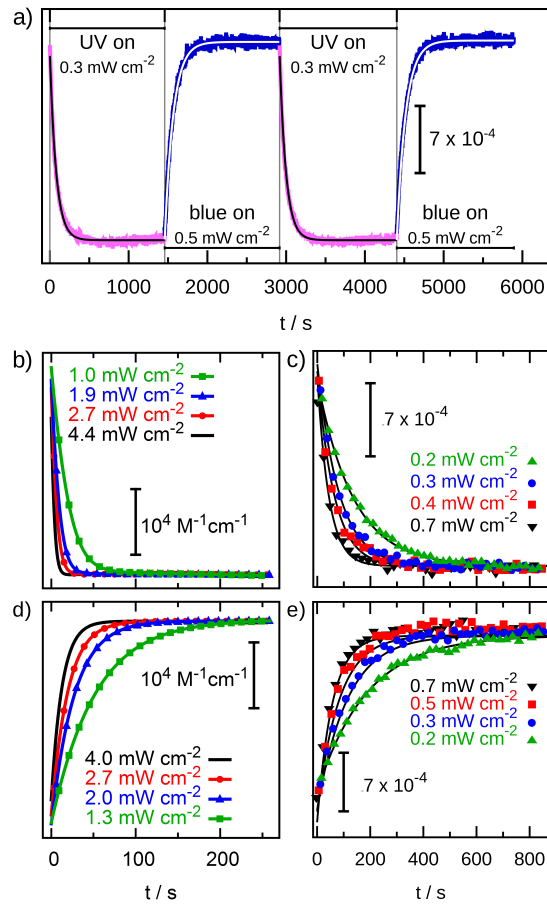 a)
UV on
0.3 mW cm-2
UV on
0.3 mW cm-2
7 x 10-4
blue on
0.5 mW cm-2
blue on
0.5 mW cm-2
0 1000 2000 3000 4000 5000 6000
t / s
b)
1.0 mW cm-2
1.9 mW cm-2
2.7 mW cm-2
4.4 mW cm-2
10⁴ M-1cm-1
c)
.7 x 10-4
0.2 mW cm-2
0.3 mW cm-2
0.4 mW cm-2
0.7 mW cm-2
d)
10⁴ M-1cm-1
4.0 mW cm-2
2.7 mW cm-2
2.0 mW cm-2
1.3 mW cm-2
0 100 200
t / s
e)
0.7 mW cm-2
0.5 mW cm-2
0.3 mW cm-2
0.2 mW cm-2
.7 x 10-4
0 200 400 600 800
t / s